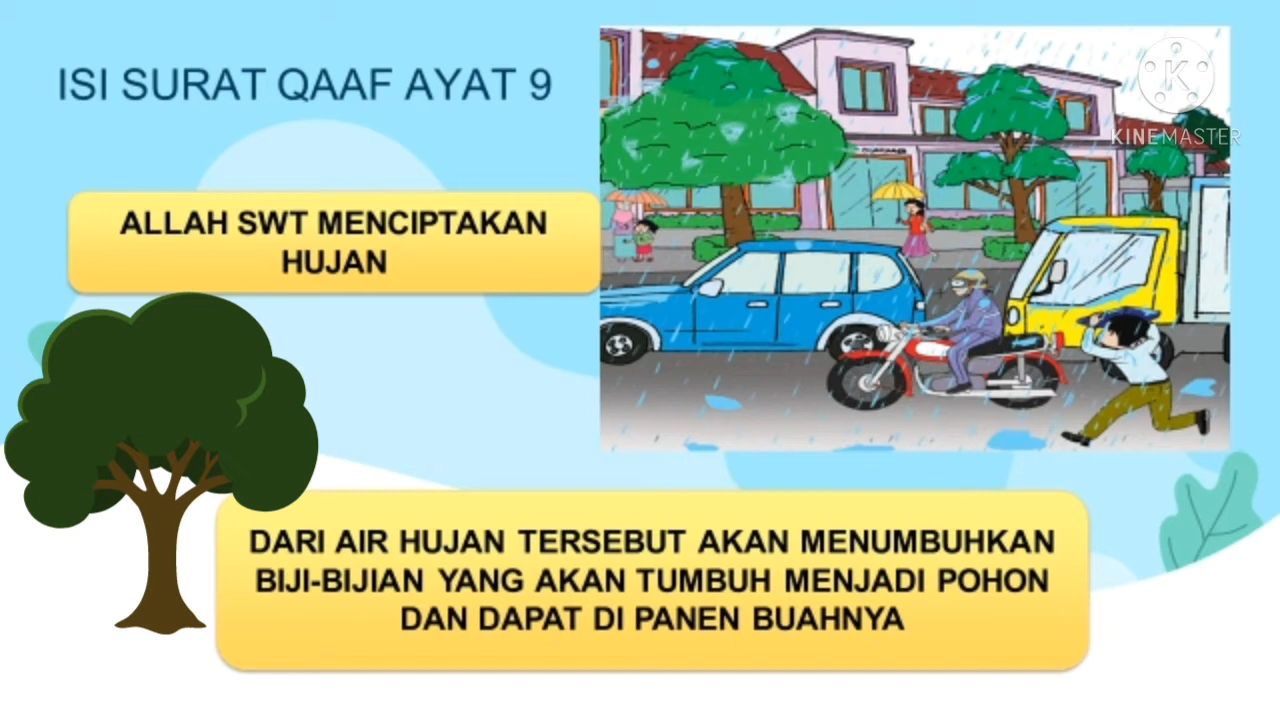 ISI SURAT QAAF AYAT 9
KINEMASTER
ALLAH SWT MENCIPTAKAN
HUJAN
DARI AIR HUJAN TERSEBUT AKAN MENUMBUHKAN
BIJI-BIJIAN YANG AKAN TUMBUH MENJADI POHON
DAN DAPAT DI PANEN BUAHNYA